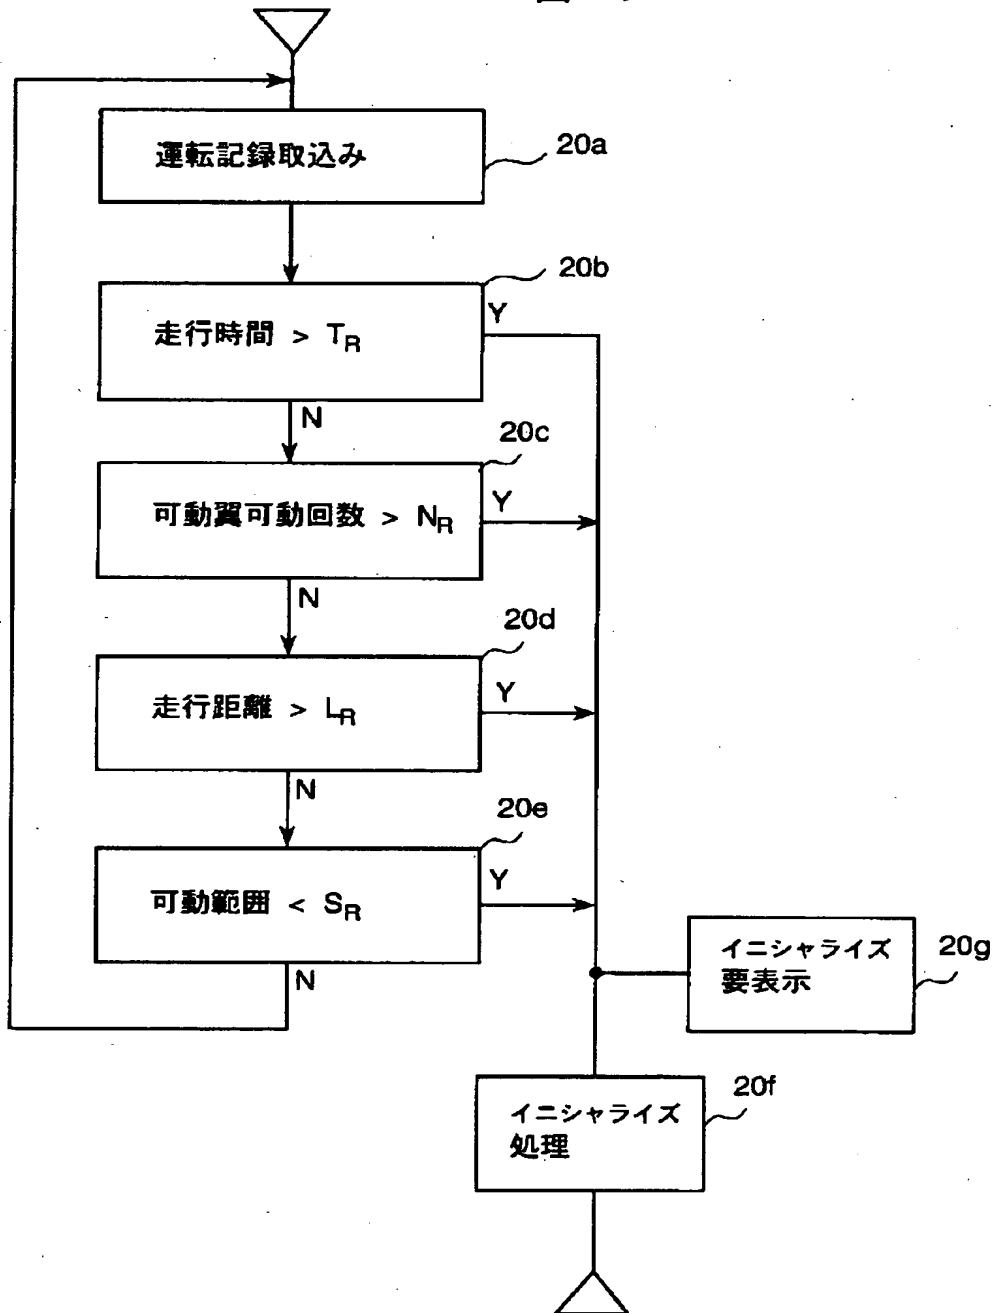 運転記録取込み
20a
20b
走行時間 > TR
Y
N
20c
可動翼可動回数 > NR
Y
N
20d
走行距離 > LR
Y
N
20e
可動範囲 < SR
Y
N
イニシャライズ
要表示
20g
イニシャライズ
処理
20f